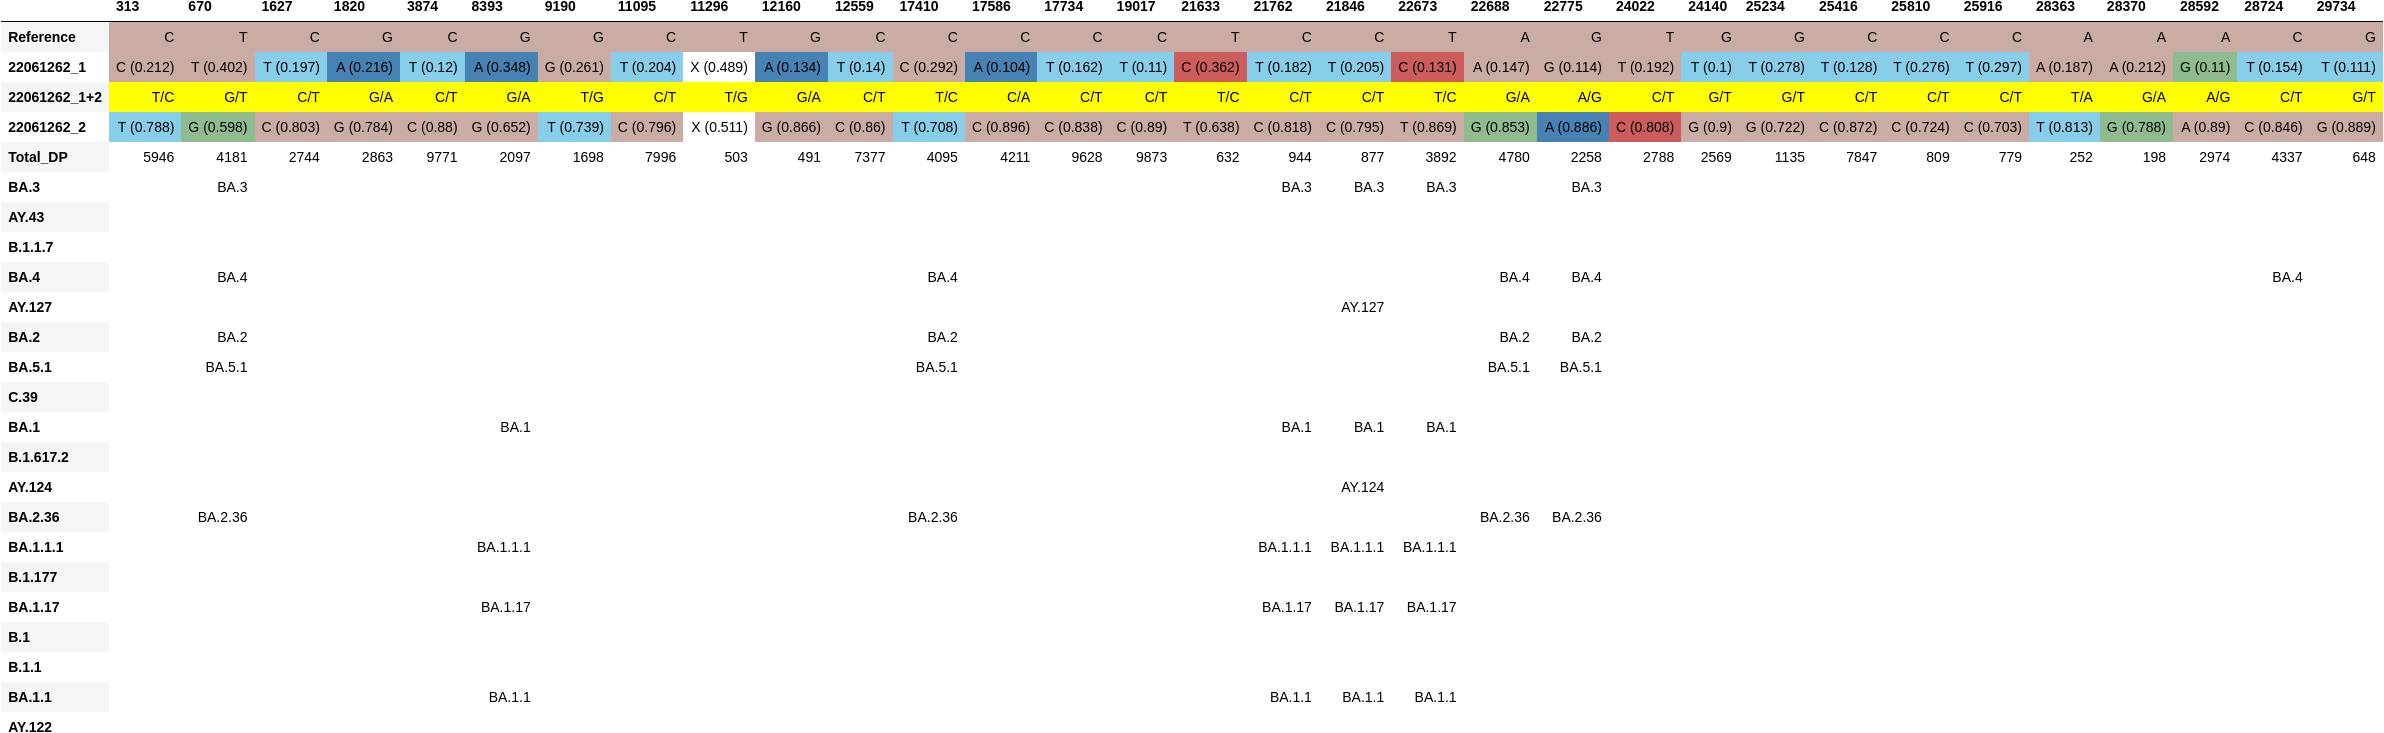 313 670 1627 1820 3874 8393 9190 11095 11296 12160 12559 17410 17586 17734 19017 21633 21762 21846 22673 22688 22775 24022 24140 25234 25416 25810 25916 28363 28370 28592 28724 29734
Reference C T C G C G G C T G C C C C C T C C T A G T G G C C C A A A C G
22061262_1 C (0.212) T (0.402) T (0.197) A (0.216) T (0.12) A (0.348) G (0.261) T (0.204) X (0.489) A (0.134) T (0.14) C (0.292) A (0.104) T (0.162) T (0.11) C (0.362) T (0.182) T (0.205) C (0.131) A (0.147) G (0.114) T (0.192) T (0.1) T (0.278) T (0.128) T (0.276) T (0.297) A (0.187) A (0.212) G (0.11) T (0.154) T (0.111)
22061262_1+2 T/C G/T C/T G/A C/T G/A T/G C/T T/G G/A C/T T/C C/A C/T C/T T/C C/T C/T T/C G/A A/G C/T G/T G/T C/T C/T C/T T/A G/A A/G C/T G/T
22061262_2 T (0.788) G (0.598) C (0.803) G (0.784) C (0.88) G (0.652) T (0.739) C (0.796) X (0.511) G (0.866) C (0.86) T (0.708) C (0.896) C (0.838) C (0.89) T (0.638) C (0.818) C (0.795) T (0.869) G (0.853) A (0.886) C (0.808) G (0.9) G (0.722) C (0.872) C (0.724) C (0.703) T (0.813) G (0.788) A (0.89) C (0.846) G (0.889)
Total_DP 5946 4181 2744 2863 9771 2097 1698 7996 503 491 7377 4095 4211 9628 9873 632 944 877 3892 4780 2258 2788 2569 1135 7847 809 779 252 198 2974 4337 648
BA.3 BA.3 BA.3 BA.3 BA.3 BA.3
AY.43
B.1.1.7
BA.4 BA.4 BA.4 BA.4 BA.4 BA.4
AY.127 AY.127
BA.2 BA.2 BA.2 BA.2 BA.2
BA.5.1 BA.5.1 BA.5.1 BA.5.1 BA.5.1
C.39
BA.1 BA.1 BA.1 BA.1 BA.1
B.1.617.2
AY.124 AY.124
BA.2.36 BA.2.36 BA.2.36 BA.2.36 BA.2.36
BA.1.1.1 BA.1.1.1 BA.1.1.1 BA.1.1.1 BA.1.1.1
B.1.177
BA.1.17 BA.1.17 BA.1.17 BA.1.17 BA.1.17
B.1
B.1.1
BA.1.1 BA.1.1 BA.1.1 BA.1.1 BA.1.1
AY.122